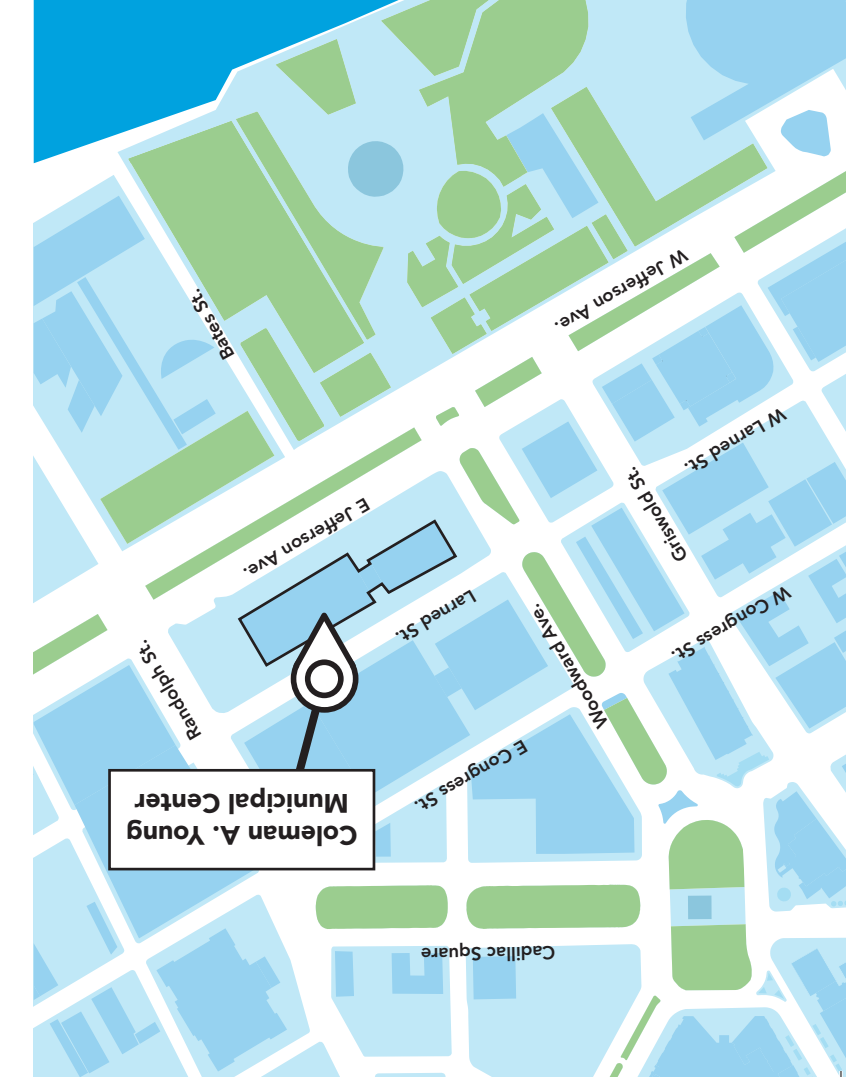 Cadillac Square
Coleman A. Young
Municipal Center
E Congress St.
Woodward Ave.
Randolph St.
W Congress St.
Larned St.
Griswold St.
E Jefferson Ave.
W Larned St.
Bates St.
W Jefferson Ave.